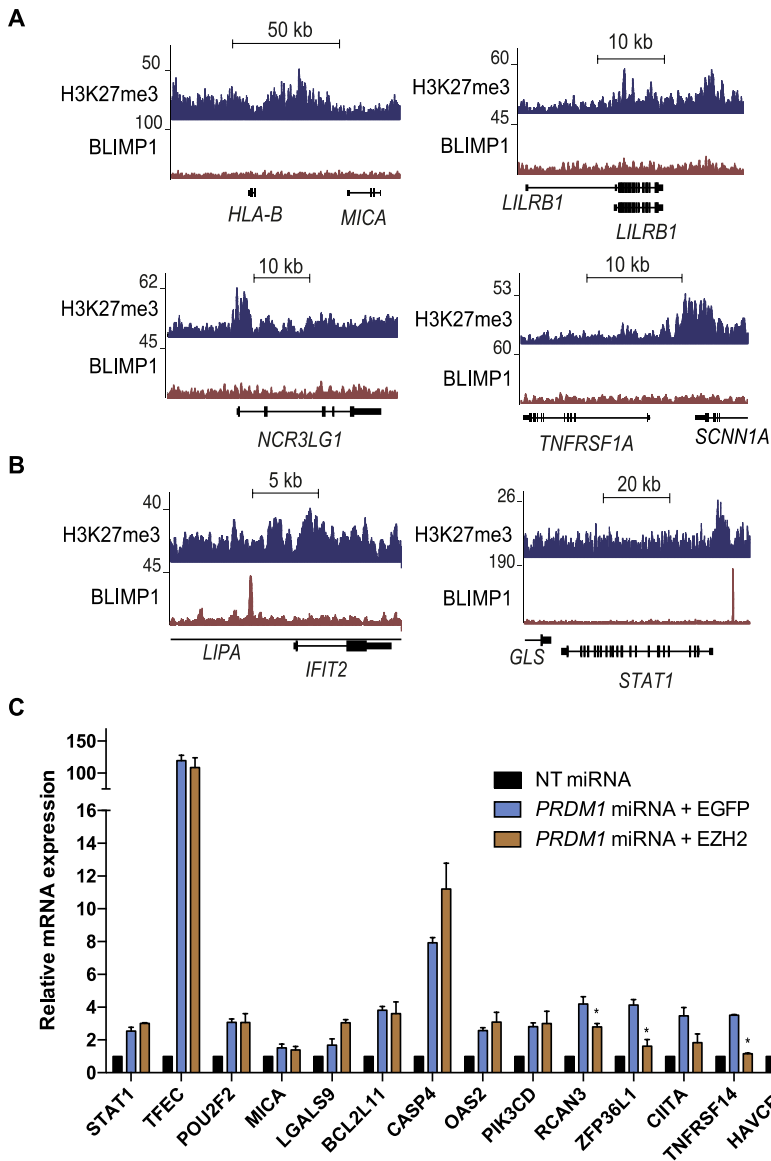 A
50 kb
50
H3K27me3
100
BLIMP1
HLA-B
MICA
10 kb
60
H3K27me3
45
BLIMP1
LILRB1
LILRB1
10 kb
62
H3K27me3
45
BLIMP1
NCR3LG1
10 kb
53
H3K27me3
60
BLIMP1
TNFRSF1A
SCNN1A
B
5 kb
40
H3K27me3
45
BLIMP1
LIPA
IFIT2
20 kb
26
H3K27me3
190
BLIMP1
GLS
STAT1
C
Relative mRNA expression
150
100
16
14
12
10
8
6
4
2
0
NT miRNA
PRDM1 miRNA + EGFP
PRDM1 miRNA + EZH2
*
*
*
STAT1
TFEC
POU2F2
MICA
LGALS9
BCL2L11
CASP4
OAS2
PIK3CD
RCAN3
ZFP36L1
CIITA
TNFRSF14